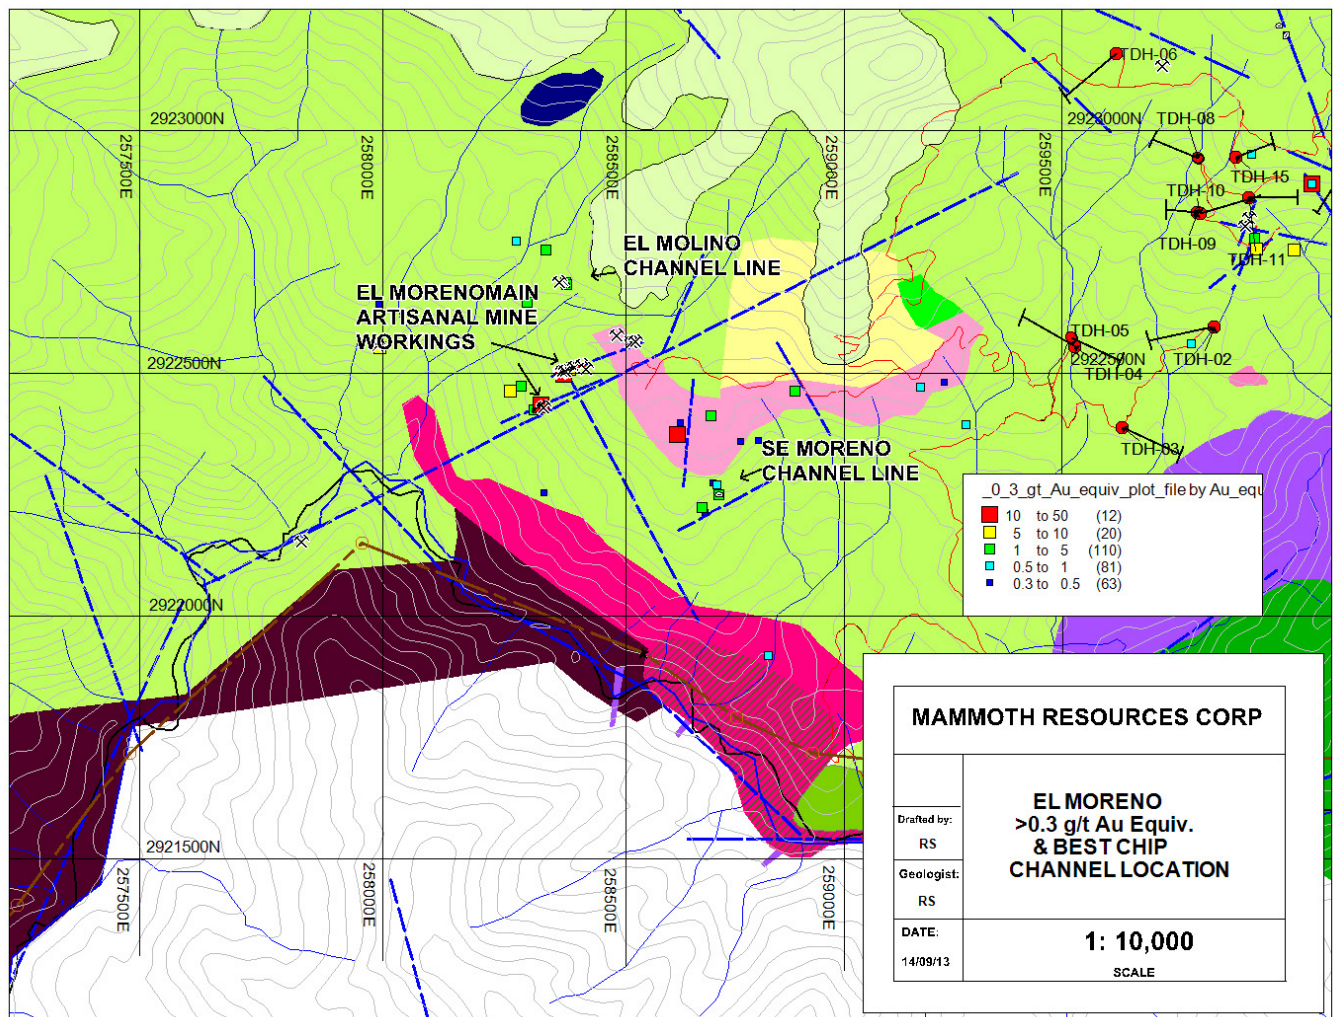 TDH-06
2923000N
2923000N
TDH-08
257500E
258000E
258500E
259000E
259500E
TDH-15
TDH-10
TDH-09
TDH-11
EL MOLINO
CHANNEL LINE
EL MORENOMAIN
ARTISANAL MINE
WORKINGS
TDH-05
2922500N
2922500N
TDH-02
TDH-04
TDH-03
SE MORENO
CHANNEL LINE
_0_3_gt_Au_equiv_plot_file by Au_equ
10 to 50 (12)
5 to 10 (20)
1 to 5 (110)
0.5 to 1 (81)
0.3 to 0.5 (63)
2922000N
2921500N
257500E
258000E
258500E
259000E
MAMMOTH RESOURCES CORP
Drafted by:
RS
Geologist:
RS
DATE:
14/09/13
EL MORENO
>0.3 g/t Au Equiv.
& BEST CHIP
CHANNEL LOCATION
1: 10,000
SCALE